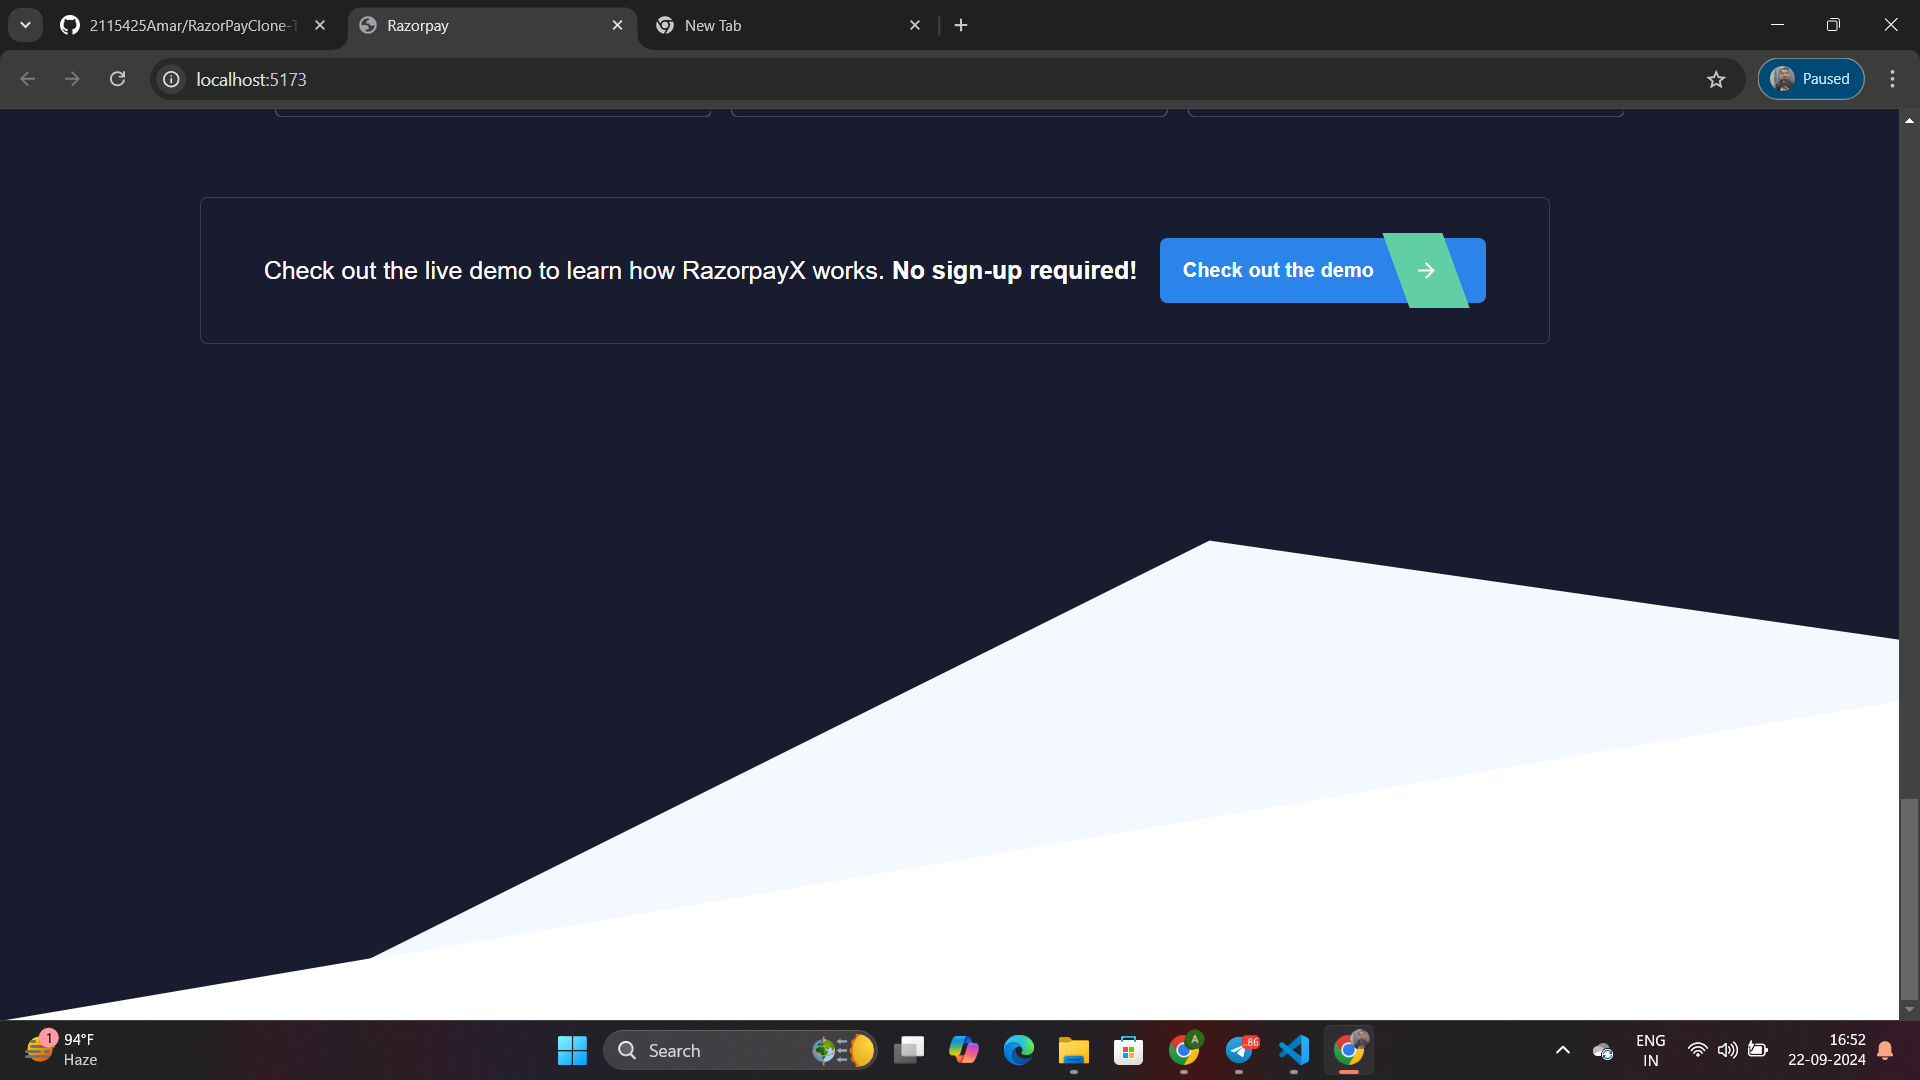 2115425Amar/RazorPayClone-T
Razorpay
New Tab
localhost:5173
Paused
Check out the live demo to learn how RazorpayX works. No sign-up required!
Check out the demo
1
94°F
Haze
Search
A
86
ENG
IN
16:52
22-09-2024